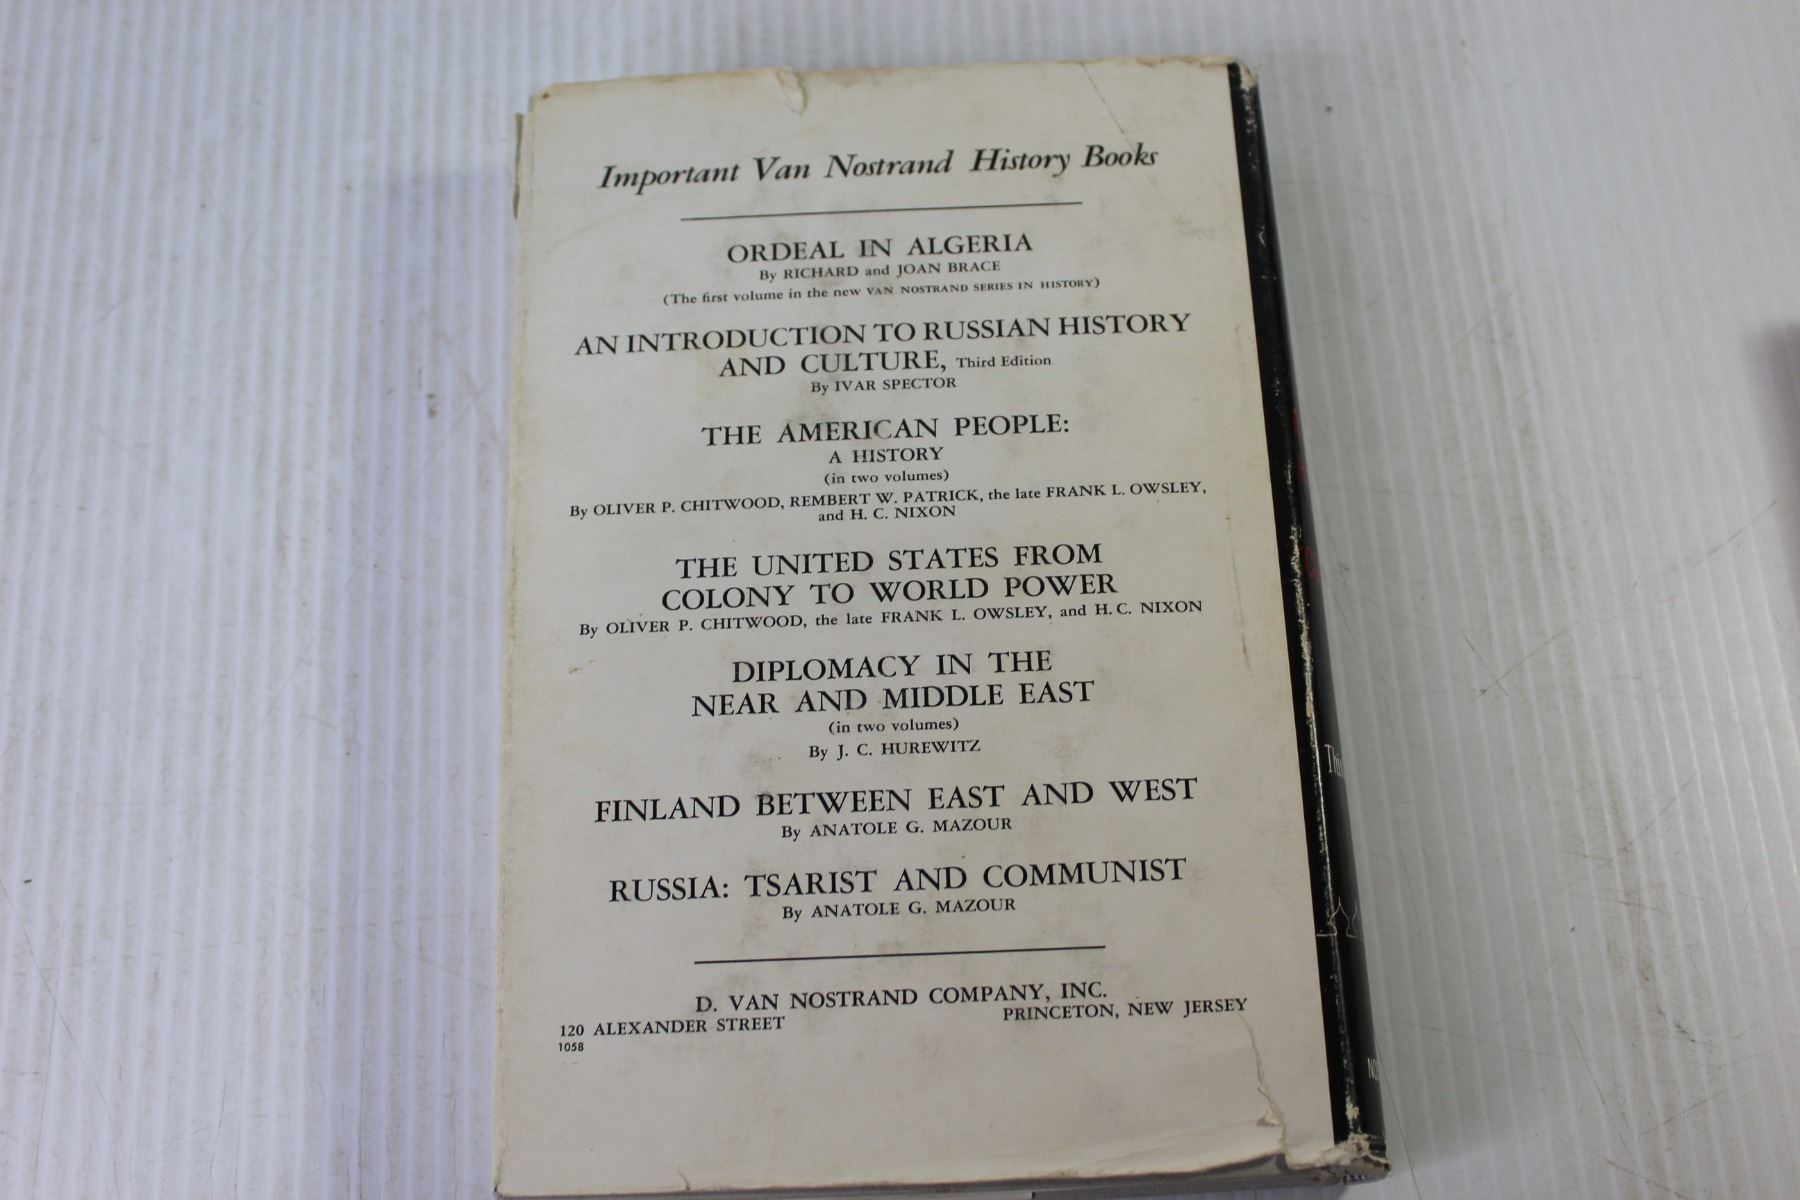 Important Van Nostrand History Books
ORDEAL IN ALGERIA
By RICHARD and JOAN BRACE
(The first volume in the new VAN NOSTRAND SERIES IN HISTORY)
AN INTRODUCTION TO RUSSIAN HISTORY
AND CULTURE, Third Edition
By IVAR SPECTOR
THE AMERICAN PEOPLE:
A HISTORY
(in two volumes)
By OLIVER P. CHITWOOD, REMBERT W. PATRICK, the late FRANK L. OWSLEY,
and H. C. NIXON
THE UNITED STATES FROM
COLONY TO WORLD POWER
By OLIVER P. CHITWOOD, the late FRANK L. OWSLEY, and H. C. NIXON
DIPLOMACY IN THE
NEAR AND MIDDLE EAST
(in two volumes)
By J. C. HUREWITZ
FINLAND BETWEEN EAST AND WEST
By ANATOLE G. MAZOUR
RUSSIA: TSARIST AND COMMUNIST
By ANATOLE G. MAZOUR
D. VAN NOSTRAND COMPANY, INC.
120 ALEXANDER STREET PRINCETON, NEW JERSEY
1058